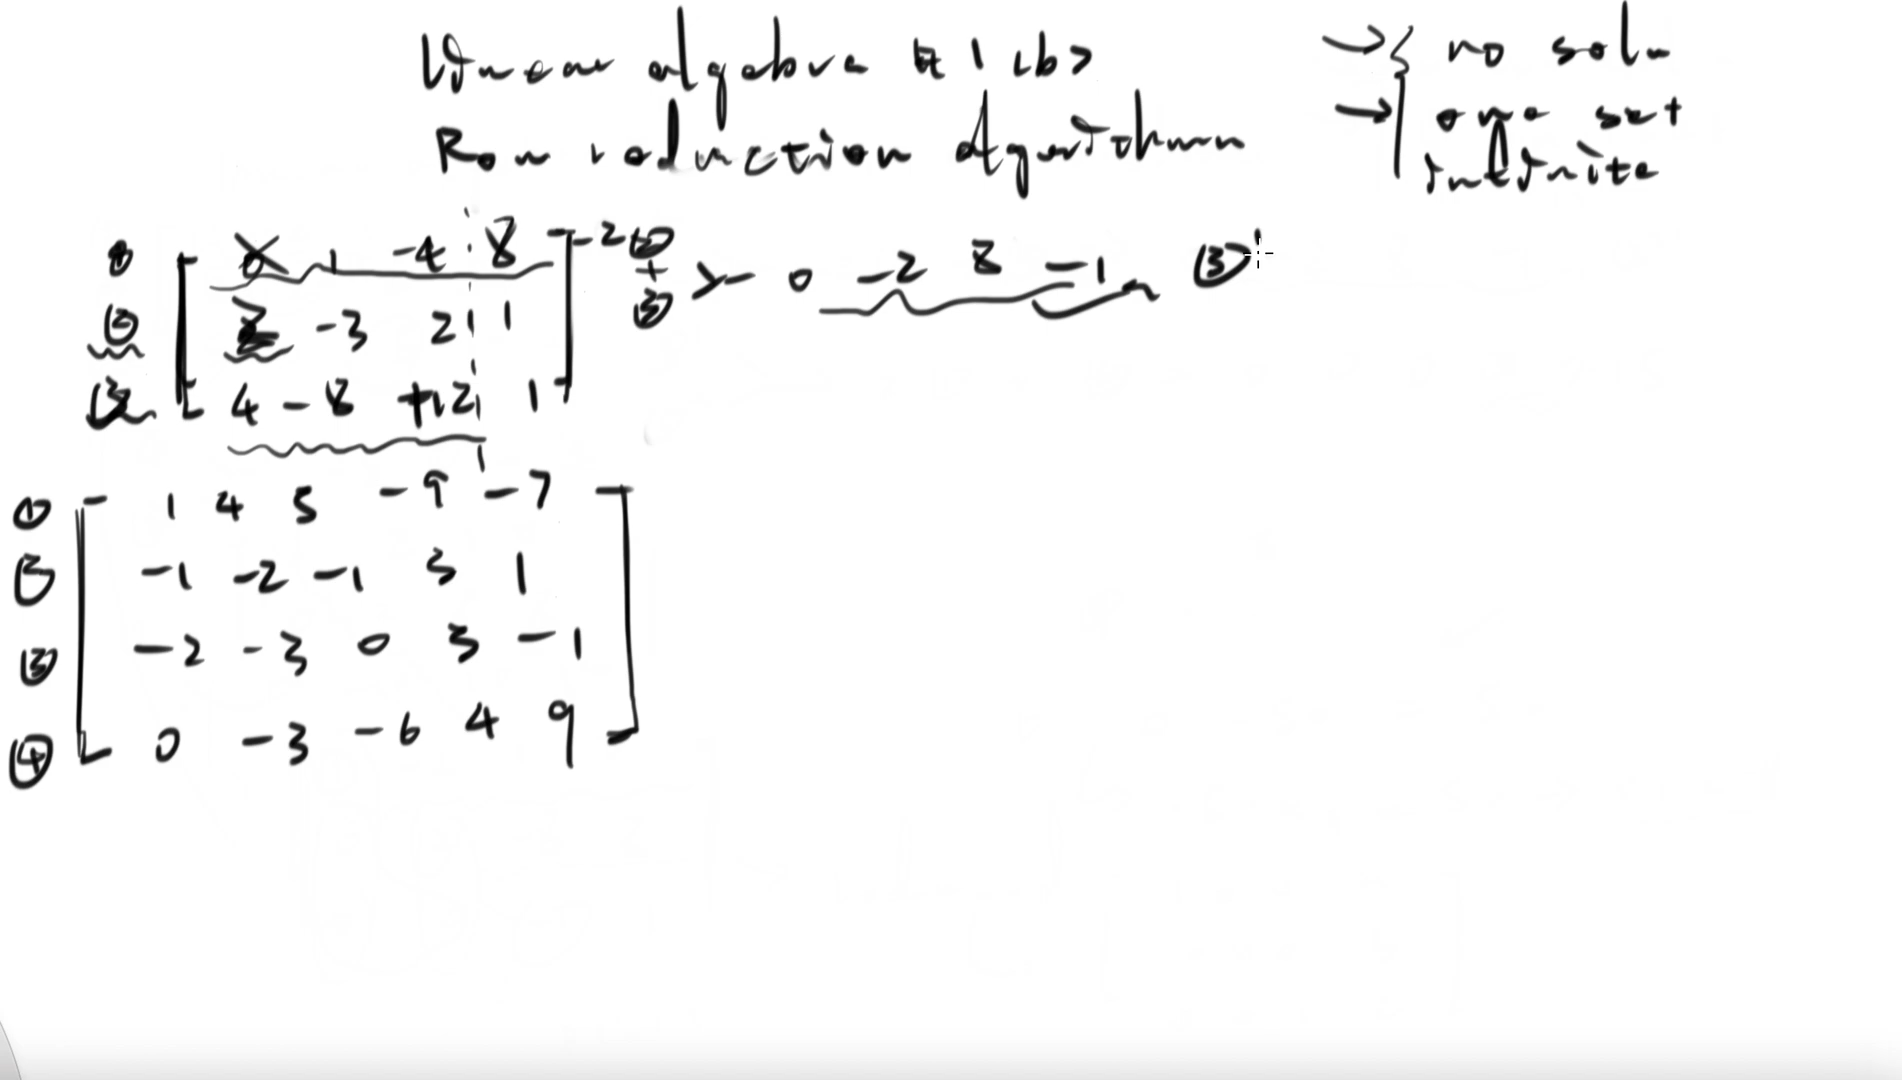 Linear algebra #1 <b>
Row reduction Algorithm
→ { no soln
→ one set
infinite
① [ 0 1 -4 8 ] -2② + ③ > - 0 -2 8 -1 ③'
② 2 -3 2 1
③ 4 -8 +12 1
① [ 1 4 5 -9 -7 ]
② -1 -2 -1 3 1
③ -2 -3 0 3 -1
④ 0 -3 -6 4 9